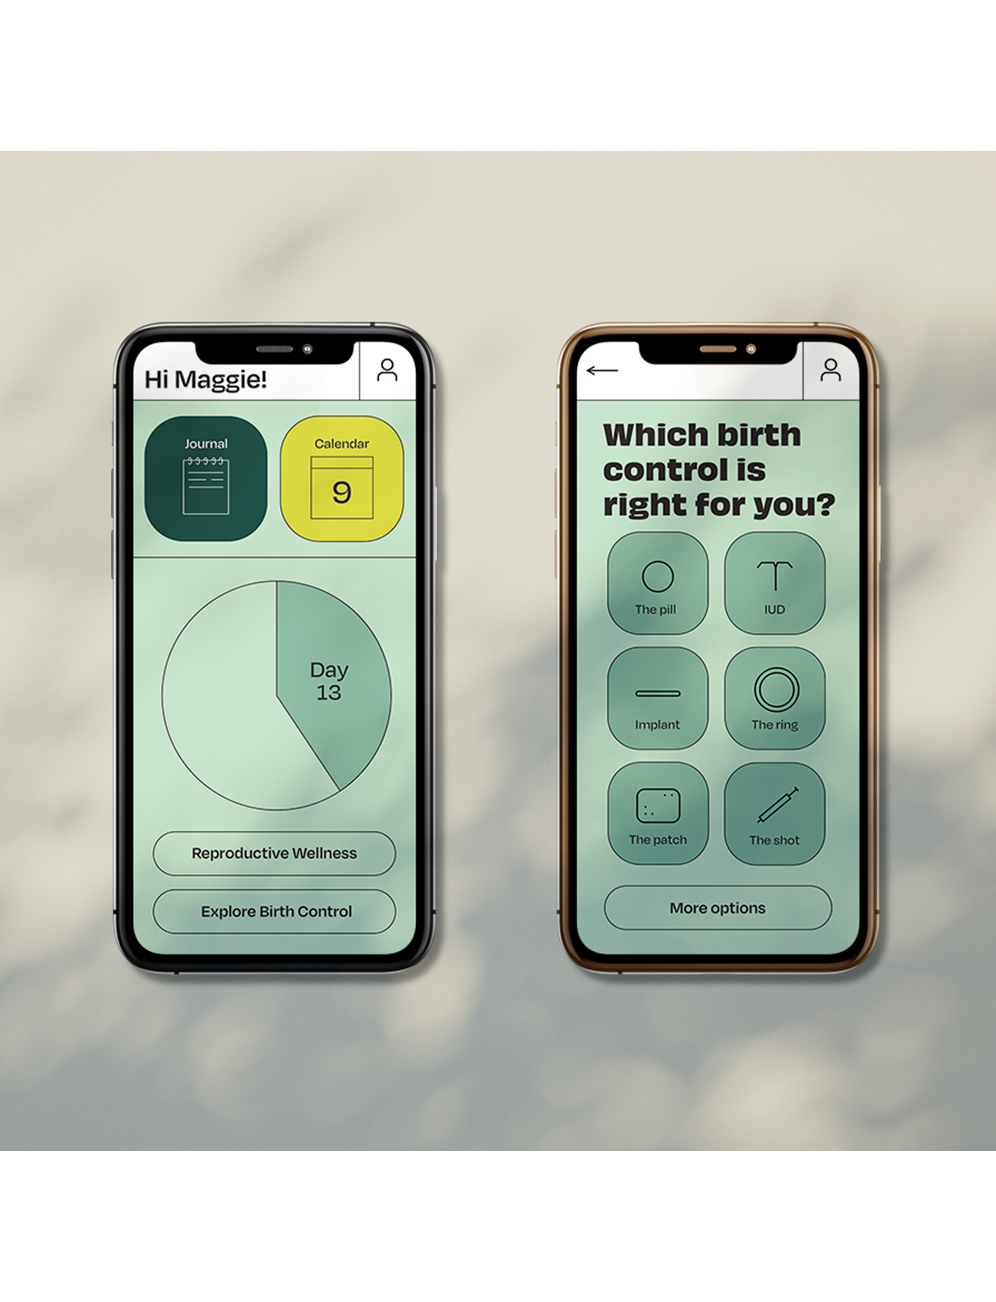 Hi Maggie!
Journal
Calendar
9
Day
13
Reproductive Wellness
Explore Birth Control
Which birth
control is
right for you?
The pill
IUD
Implant
The ring
The patch
The shot
More options